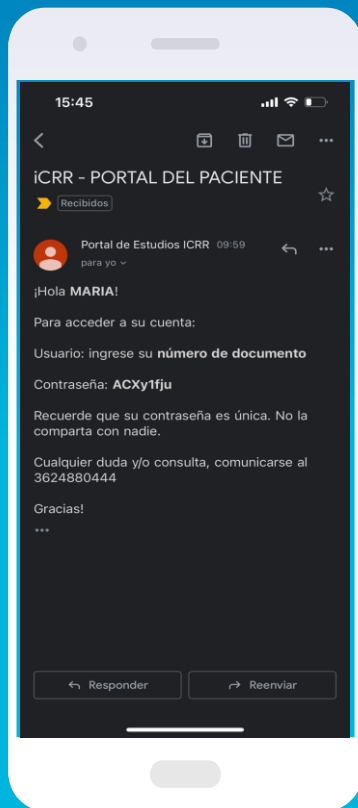 15:45
iCRR - PORTAL DEL PACIENTE
Recibidos
Portal de Estudios ICRR 09:59
para yo
¡Hola MARIA!
Para acceder a su cuenta:
Usuario: ingrese su número de documento
Contraseña: ACXy1fju
Recuerde que su contraseña es única. No la
comparta con nadie.
Cualquier duda y/o consulta, comunicarse al
3624880444
Gracias!
Responder
Reenviar